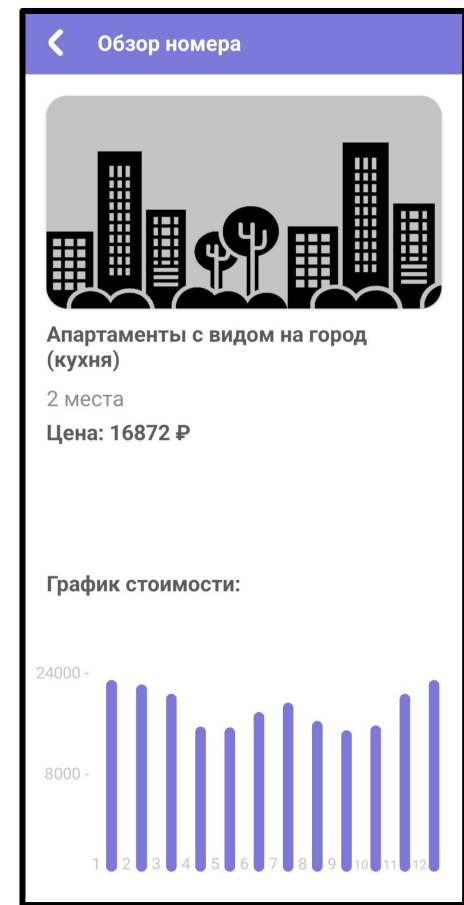 Обзор номера
Апартаменты с видом на город
(кухня)
2 места
Цена: 16872 ₽
График стоимости:
24000 -
8000 -
1 2 3 4 5 6 7 8 9 10 11 12